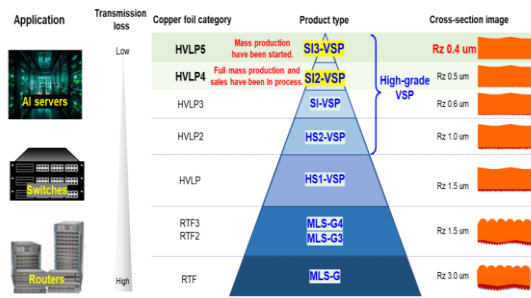 Application
Transmission
loss
Copper foil category
Product type
Cross-section image
Low
HVLP5
Mass production
have been started.
SI3-VSP
Rz 0.4 um
HVLP4
Full mass production and
sales have been in process.
SI2-VSP
Rz 0.5 um
High-grade
VSP
AI servers
HVLP3
SI-VSP
Rz 0.6 um
HVLP2
HS2-VSP
Rz 1.0 um
Switches
HVLP
HS1-VSP
Rz 1.5 um
RTF3
RTF2
MLS-G4
MLS-G3
Rz 1.5 um
Routers
High
RTF
MLS-G
Rz 3.0 um